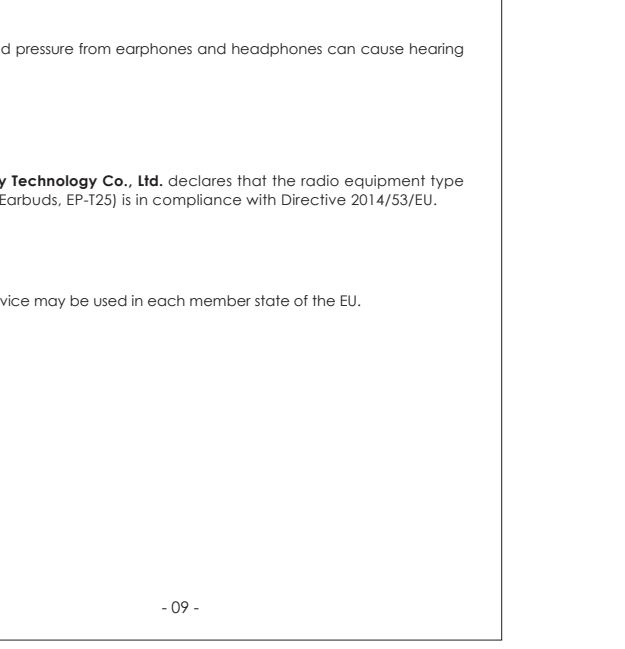 d pressure from earphones and headphones can cause hearing
y Technology Co., Ltd. declares that the radio equipment type
Earbuds, EP-T25) is in compliance with Directive 2014/53/EU.
vice may be used in each member state of the EU.
- 09 -